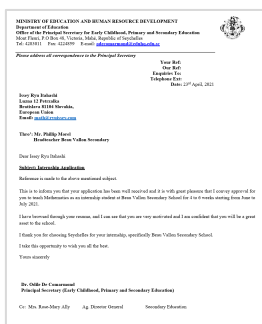 MINISTRY OF EDUCATION AND HUMAN RESOURCE DEVELOPMENT
Department of Education
Office of the Principal Secretary for Early Childhood, Primary and Secondary Education
Mont Fleuri, P O Box 48, Victoria, Mahé, Republic of Seychelles
Tel: 4283011 Fax: 4224859 E-mail:
Please address all correspondence to the Principal Secretary
Your Ref:
Our Ref:
Enquiries To:
Telephone Ext:
Date: 23rd April, 2021
Issey Ryu Itahashi
Luzna 12 Petrzalka
Bratislava 85104 Slovakia,
European Union
Email:
Thro': Mr. Phillip Morel
Headteacher Beau Vallon Secondary
Dear Issey Ryu Itahashi
Subject: Internship Application
Reference is made to the above-mentioned subject.
This is to inform you that your application has been well received and it is with great pleasure that I convey approval for
you to teach Mathematics as an internship student at Beau Vallon Secondary School for 4 to 6 weeks starting from June to
July 2021.
I have browsed through your resume, and I can see that you are very motivated and I am confident that you will be a great
asset to the school.
I thank you for choosing Seychelles for your internship, specifically Beau Vallon Secondary School.
I take this opportunity to wish you all the best.
Yours sincerely
Dr. Odile De Comarmond
Principal Secretary (Early Childhood, Primary and Secondary Education)
Cc: Mrs. Rose-Mary Ally Ag. Director General Secondary Education